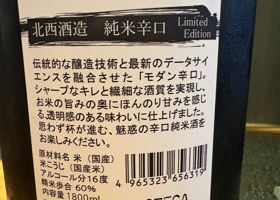 北西酒造 純米辛口 Limited Edition
伝統的な醸造技術と最新のデータサ
イエンスを融合させた「モダン辛口」。
シャープなキレと繊細な酒質を実現し、
お米の旨みの奥にほんのり甘みを感じ
る透明感のある味わいに仕上げました。
思わず杯が進む、魅惑の辛口純米酒を
お楽しみください。
原材料名 米（国産）
米こうじ（国産米）
アルコール分16度
精米歩合 60%
内容量 1800ml
4965323656319